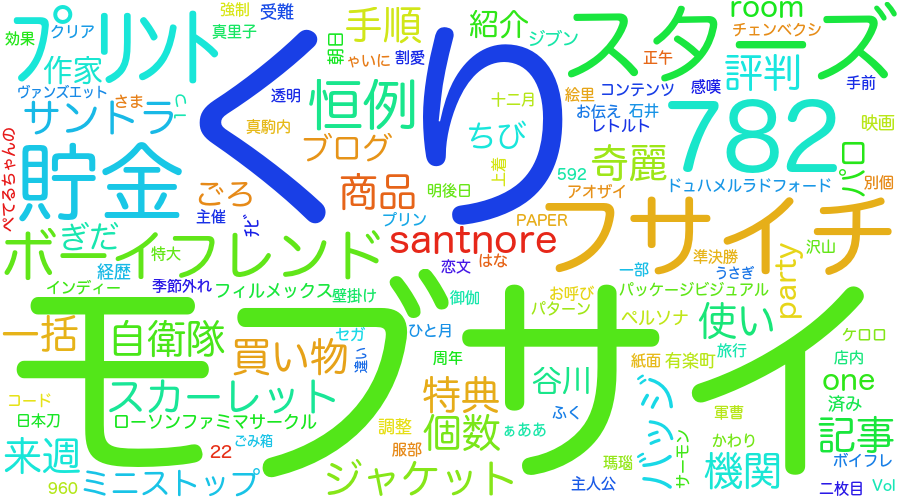 強制 受難 room チェンベクシ
効果 クリア 真里子 手順 紹介 ジブン スターズ
プリント くり 朝日 ゃいに 割愛 正午 評判 手前
作家 絵里 コンテンツ 感嘆
ヴァンズエット さま 透明 恒例 十二月 お伝え 石井 782
サントラ 真駒内 ちび レトルト 映画
ぺてるちゃんの 貯金 ブログ 上着 592 奇麗 パロ
ごろ 商品 明後日 アオザイ ドュハメルラドフォード 別個
主催 プリン PAPER フサイチ
ボーイフレンド ぎだ ﾁﾋﾞ santnore 準決勝 沢山
特大 恋文 はな 一部 うさぎ
経歴 季節外れ フィルメックス 壁掛け 御伽 お呼び パッケージビジュアル party
インディー パターン ペルソナ 使い
一括 モブサイ 自衛隊 買い物 セガ ひと月 ケロロ
違い 周年 紙面 有楽町 旅行 店内
スカーレット 特典 谷川 バッジ one
コード 済み
日本刀 ローソンファミマサークル 調整 個数 ふく 軍曹 記事
来週 ごみ箱 服部 ぁああ サーモン かわり
22 ジャケット 瑪瑙 機関 ボイフレ
960 ミニストップ 主人公 二枚目 Vol